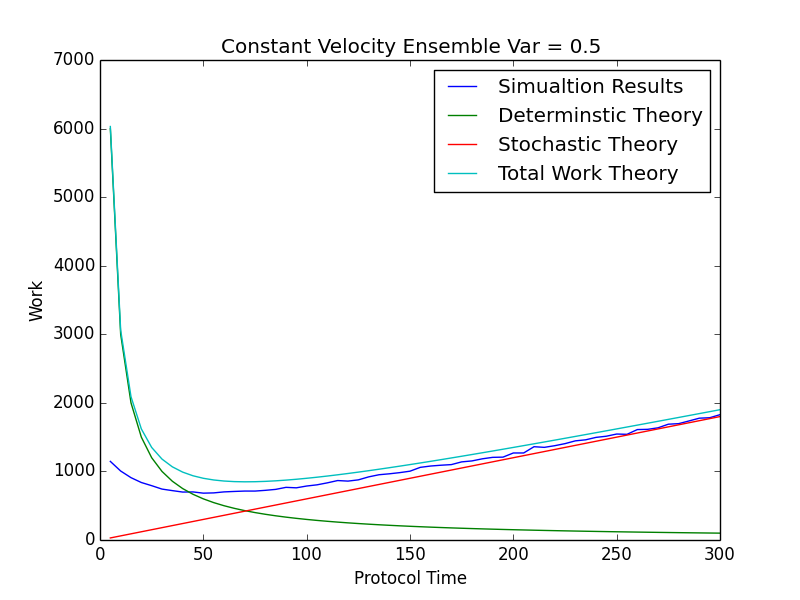 Constant Velocity Ensemble Var = 0.5
7000
6000
5000
4000
3000
2000
1000
0
Work
Simualtion Results
Determinstic Theory
Stochastic Theory
Total Work Theory
0 50 100 150 200 250 300
Protocol Time